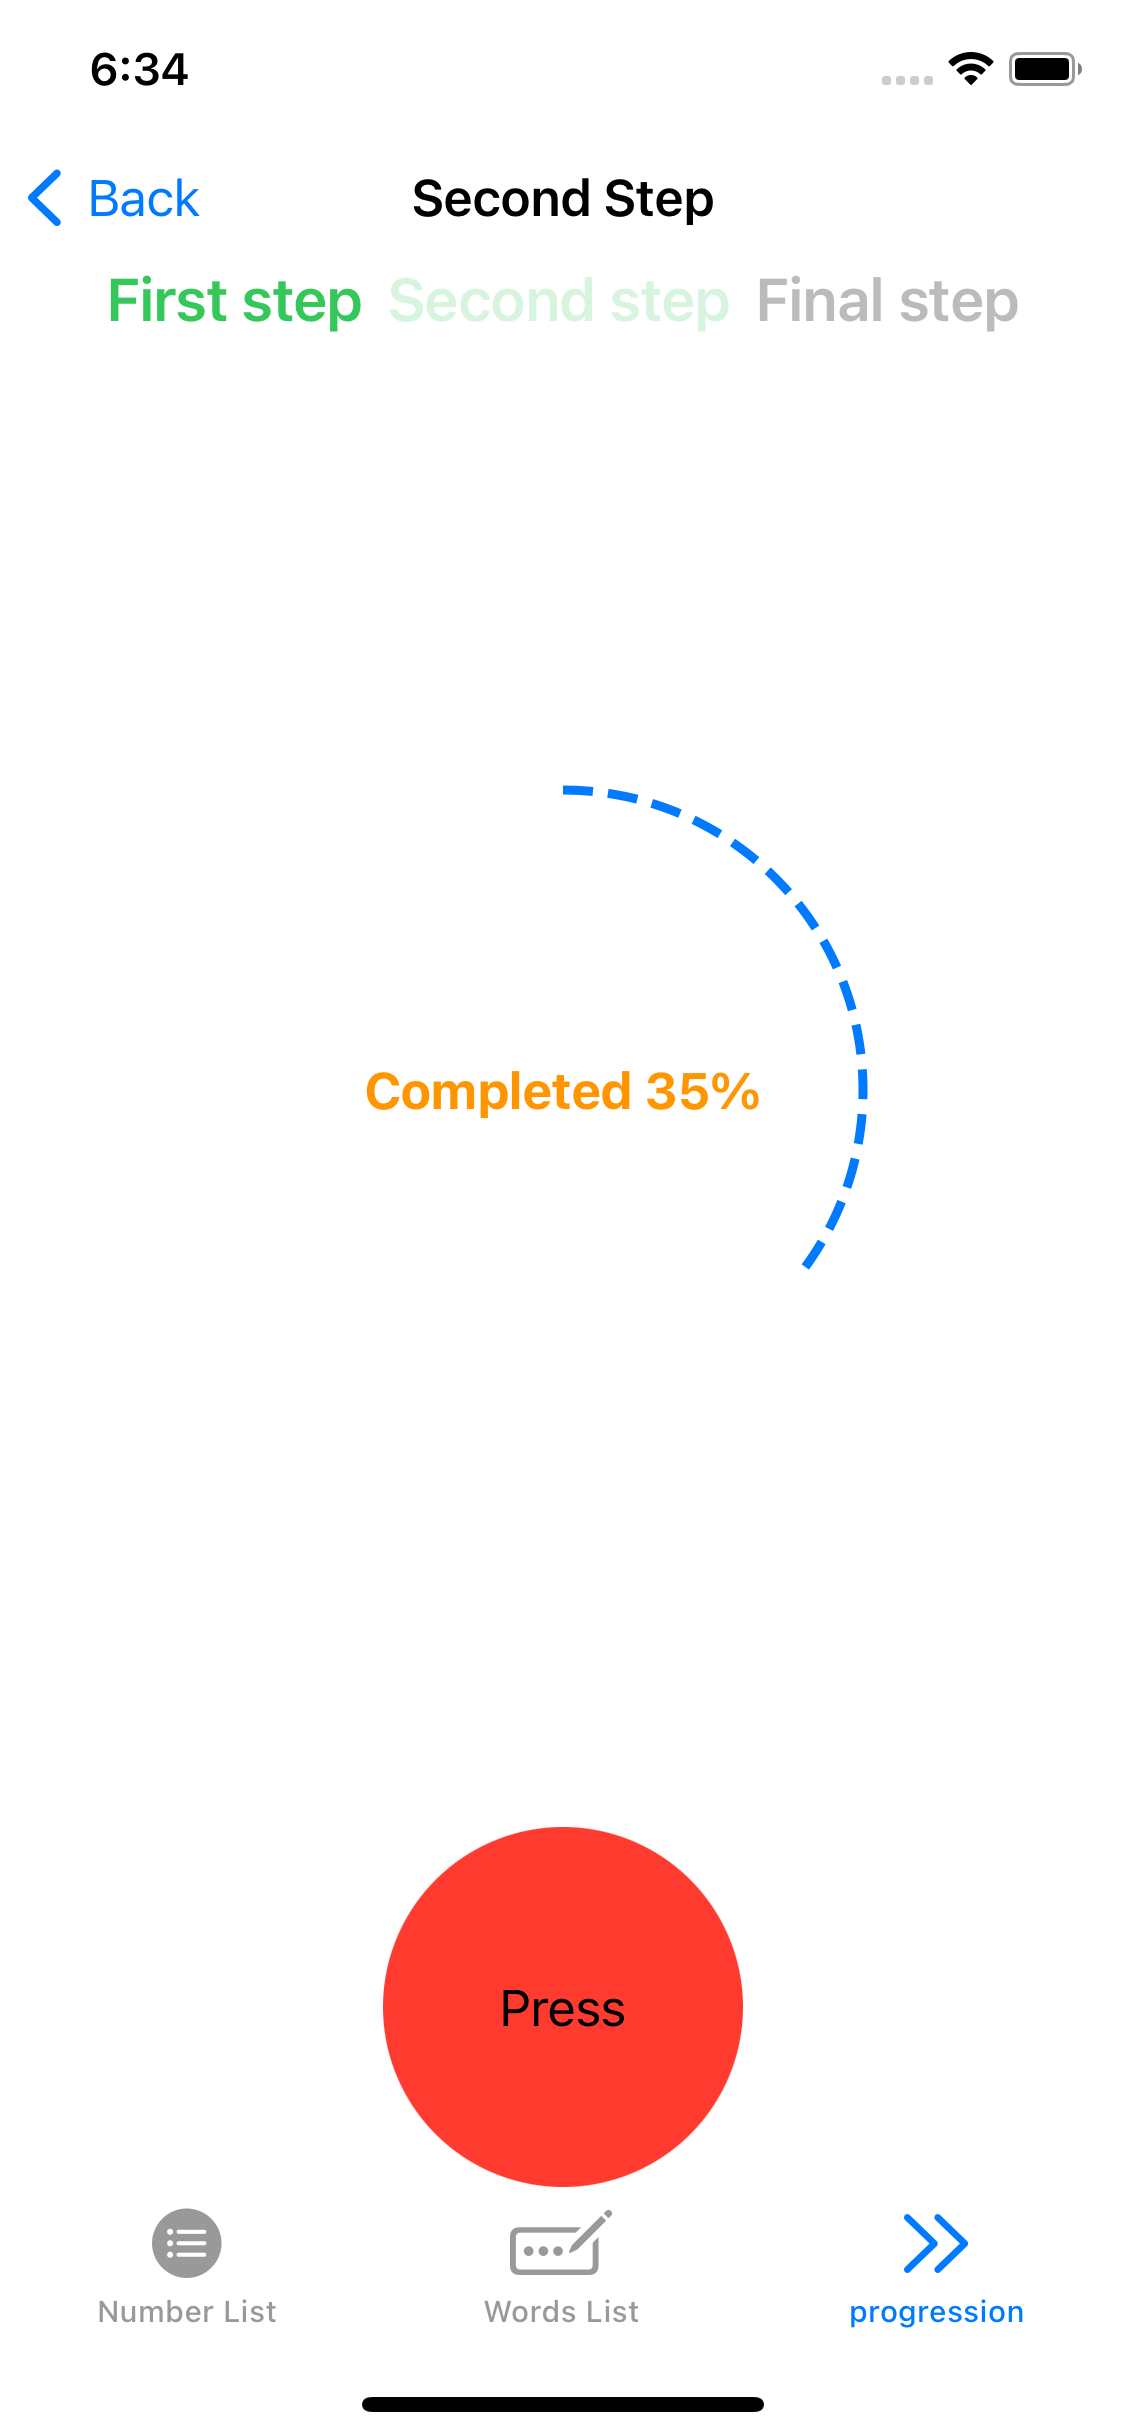 6:34
Back Second Step
First step Second step Final step
Completed 35%
Press
Number List Words List progression